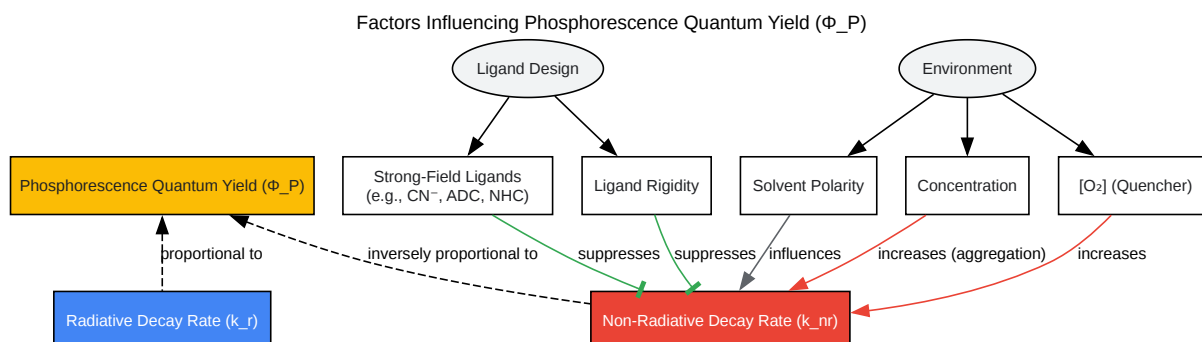 Factors Influencing Phosphorescence Quantum Yield (Φ_P)
Ligand Design
Environment
Phosphorescence Quantum Yield (Φ_P)
Strong-Field Ligands
(e.g., CN⁻, ADC, NHC)
Ligand Rigidity
Solvent Polarity
Concentration
[O₂] (Quencher)
proportional to
inversely proportional to
suppresses
suppresses
influences
increases (aggregation)
increases
Radiative Decay Rate (k_r)
Non-Radiative Decay Rate (k_nr)